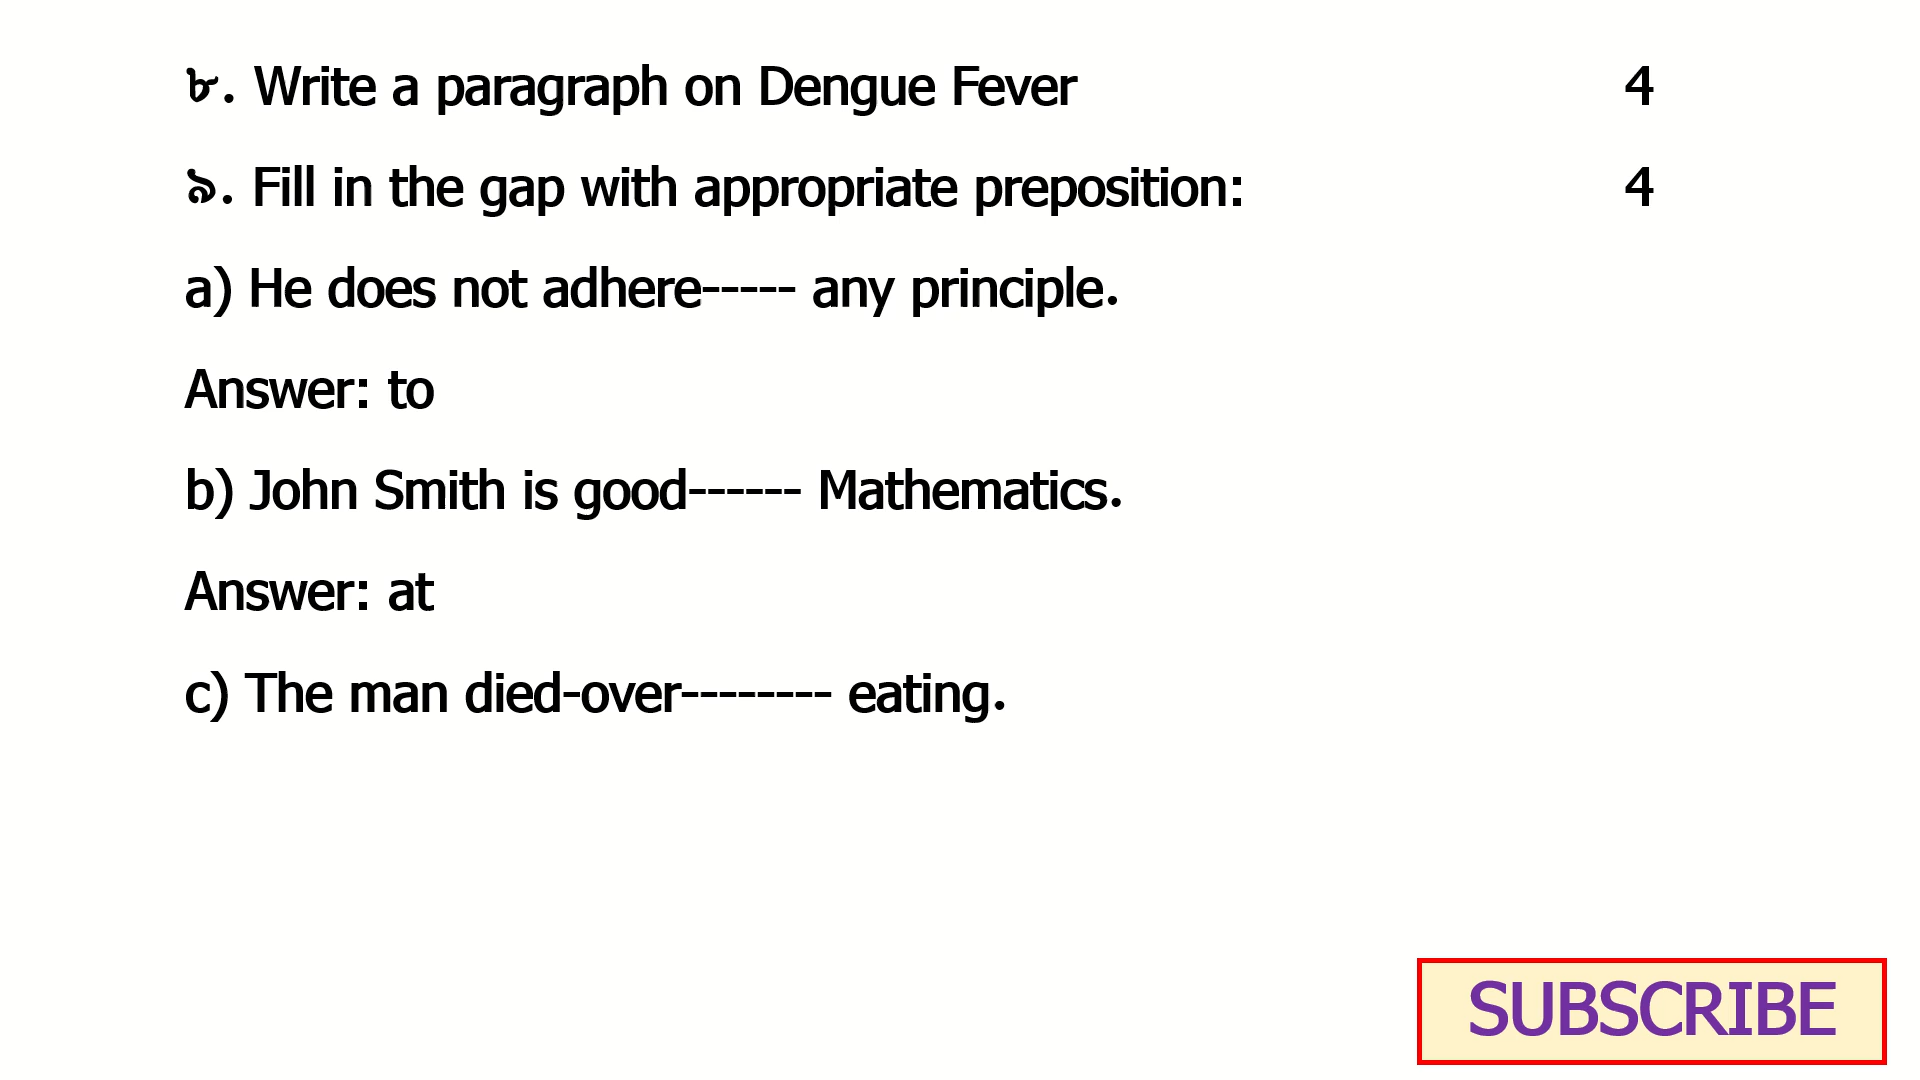 ৮. Write a paragraph on Dengue Fever 4
৯. Fill in the gap with appropriate preposition: 4
a) He does not adhere----- any principle.
Answer: to
b) John Smith is good------ Mathematics.
Answer: at
c) The man died-over-------- eating.
SUBSCRIBE